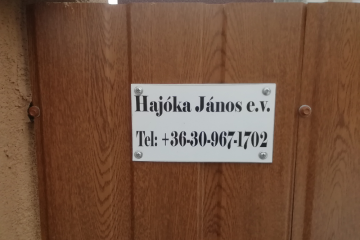 Hajóka János e.v.
Tel: +36-30-967-1702